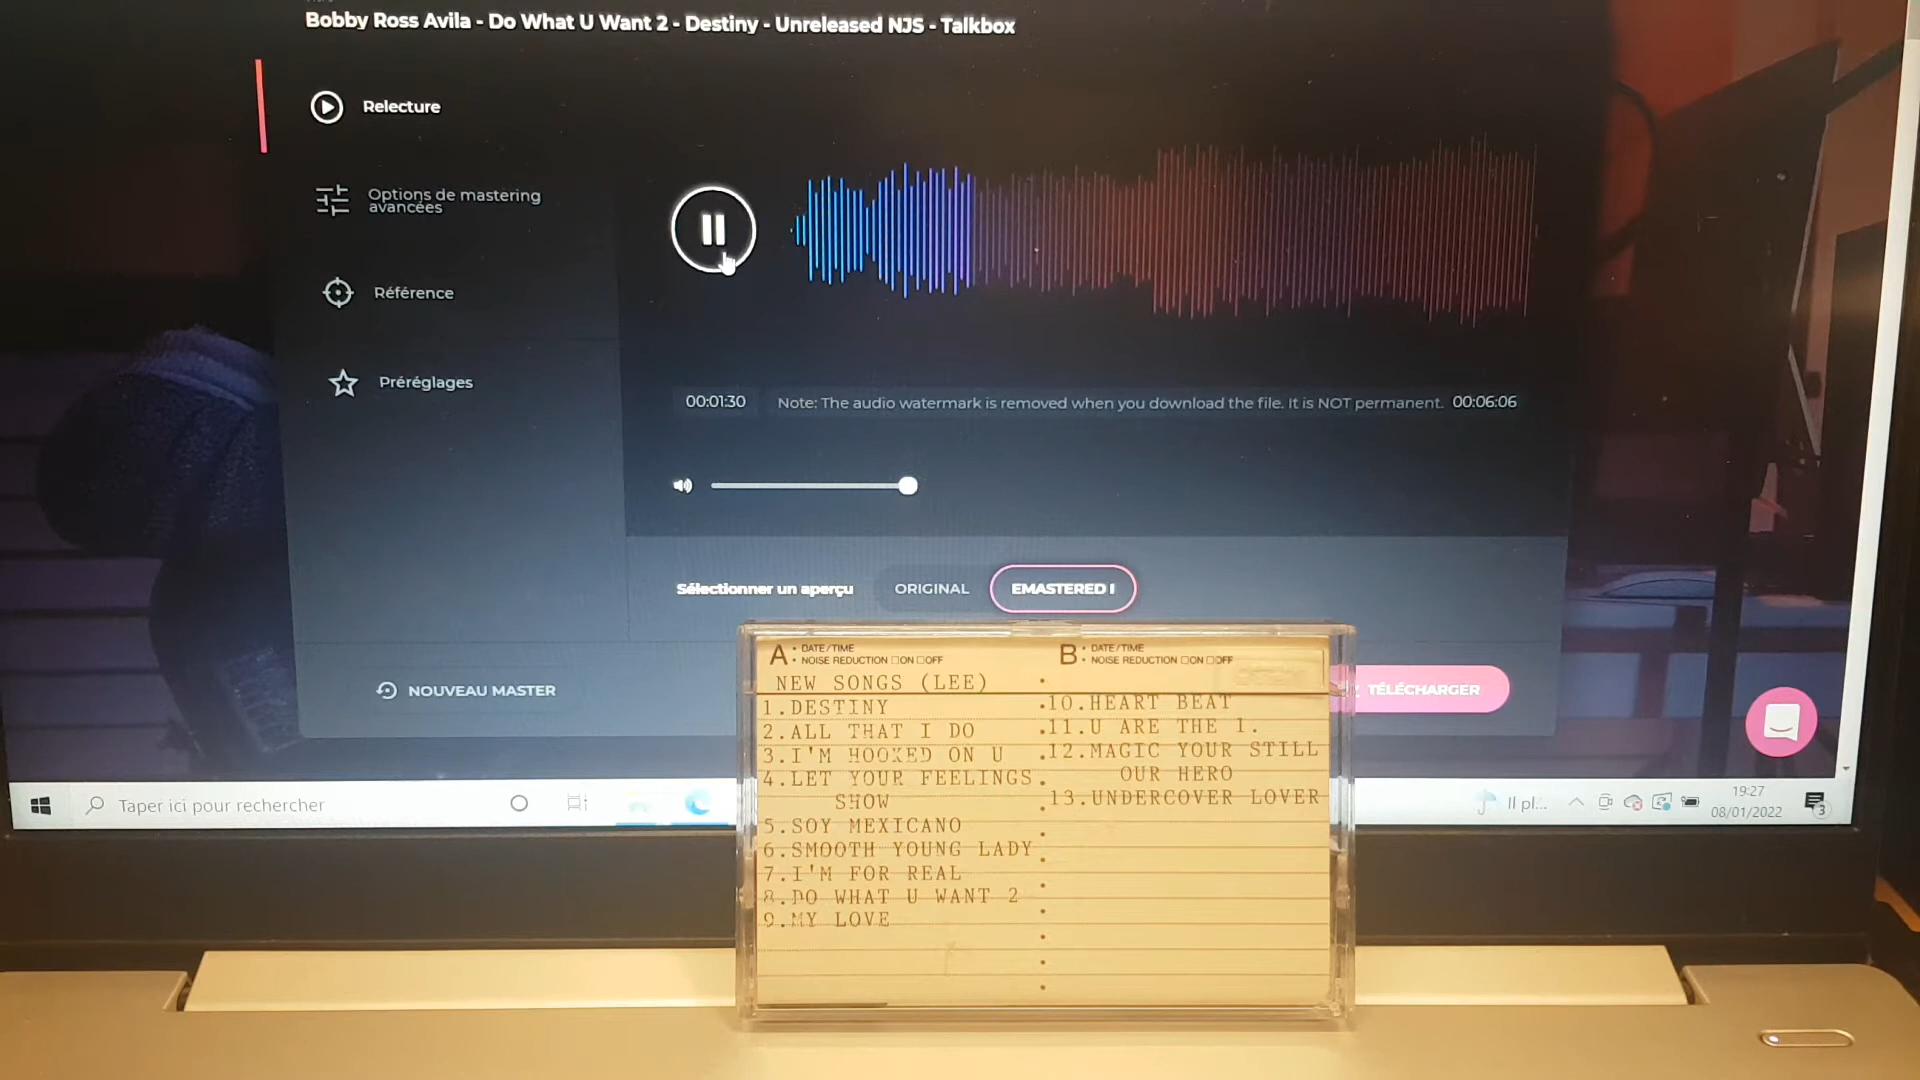 Bobby Ross Avila - Do What U Want 2 - Destiny - Unreleased NJS - Talkbox
Relecture
Options de mastering
avancées
Référence
Préréglages
00:01:30
Note: The audio watermark is removed when you download the file. It is NOT permanent.
00:06:06
Sélectionner un aperçu
ORIGINAL
EMASTERED
NOUVEAU MASTER
TÉLÉCHARGER
A • DATE/TIME
• NOISE REDUCTION □ON □OFF
NEW SONGS (LEE)
1.DESTINY
2.ALL THAT I DO
3.I'M HOOKED ON U
4.LET YOUR FEELINGS
SHOW
5.SOY MEXICANO
6.SMOOTH YOUNG LADY
7.I'M FOR REAL
8.DO WHAT U WANT 2
9.MY LOVE
B • DATE/TIME
• NOISE REDUCTION □ON □OFF
10.HEART BEAT
11.U ARE THE 1.
12.MAGIC YOUR STILL
OUR HERO
13.UNDERCOVER LOVER
Taper ici pour rechercher
Il pl...
19:27
08/01/2022
3